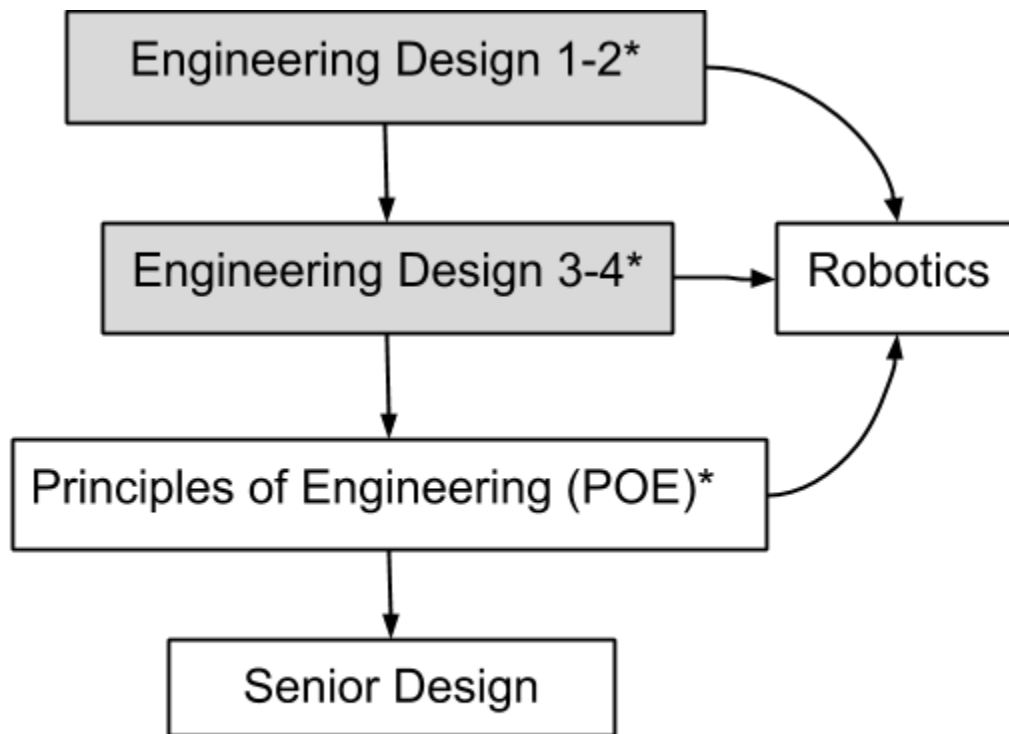 Engineering Design 1-2*
Engineering Design 3-4*
Robotics
Principles of Engineering (POE)*
Senior Design